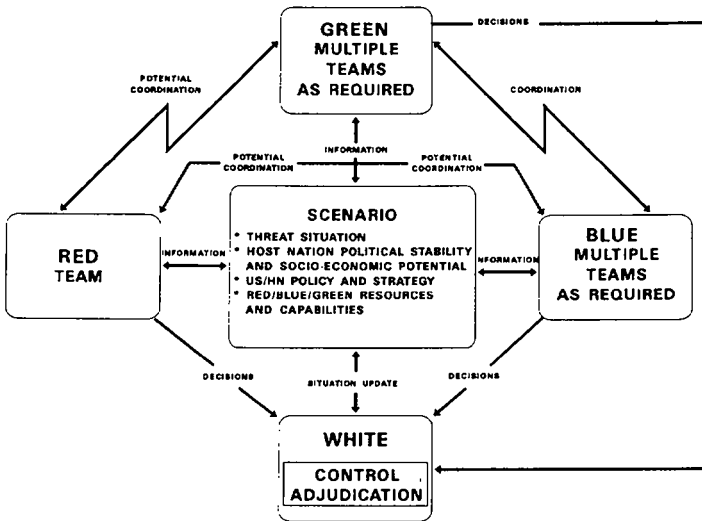 GREEN
MULTIPLE
TEAMS
AS REQUIRED
DECISIONS
POTENTIAL
COORDINATION
COORDINATION
INFORMATION
POTENTIAL
COORDINATION
POTENTIAL
COORDINATION
RED
TEAM
INFORMATION
SCENARIO
• THREAT SITUATION
• HOST NATION POLITICAL STABILITY
AND SOCIO-ECONOMIC POTENTIAL
• US/HN POLICY AND STRATEGY
• RED/BLUE/GREEN RESOURCES
AND CAPABILITIES
INFORMATION
BLUE
MULTIPLE
TEAMS
AS REQUIRED
DECISIONS
SITUATION UPDATE
DECISIONS
WHITE
CONTROL
ADJUDICATION